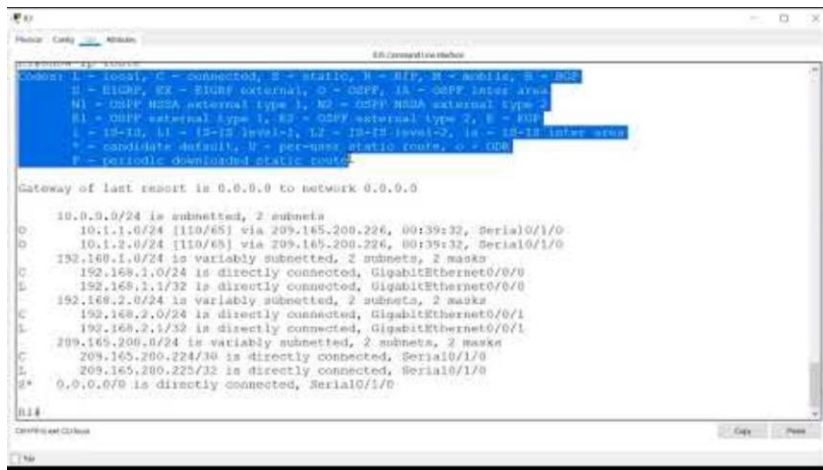 R1
Physical Config CLI Attributes
IOS Command Line Interface
R1#show ip route
Codes: L - local, C - connected, S - static, R - RIP, M - mobile, B - BGP
D - EIGRP, EX - EIGRP external, O - OSPF, IA - OSPF inter area
N1 - OSPF NSSA external type 1, N2 - OSPF NSSA external type 2
E1 - OSPF external type 1, E2 - OSPF external type 2, E - EGP
i - IS-IS, L1 - IS-IS level-1, L2 - IS-IS level-2, ia - IS-IS inter area
* - candidate default, U - per-user static route, o - ODR
P - periodic downloaded static route
Gateway of last resort is 0.0.0.0 to network 0.0.0.0
10.0.0.0/24 is subnetted, 2 subnets
O 10.1.1.0/24 [110/65] via 209.165.200.226, 00:39:32, Serial0/1/0
O 10.1.2.0/24 [110/65] via 209.165.200.226, 00:39:32, Serial0/1/0
192.168.1.0/24 is variably subnetted, 2 subnets, 2 masks
C 192.168.1.0/24 is directly connected, GigabitEthernet0/0/0
L 192.168.1.1/32 is directly connected, GigabitEthernet0/0/0
192.168.2.0/24 is variably subnetted, 2 subnets, 2 masks
C 192.168.2.0/24 is directly connected, GigabitEthernet0/0/1
L 192.168.2.1/32 is directly connected, GigabitEthernet0/0/1
209.165.200.0/24 is variably subnetted, 2 subnets, 2 masks
C 209.165.200.224/30 is directly connected, Serial0/1/0
L 209.165.200.225/32 is directly connected, Serial0/1/0
S* 0.0.0.0/0 is directly connected, Serial0/1/0
R1#
Ctrl+F6 to exit CLI focus
Copy Paste
Top